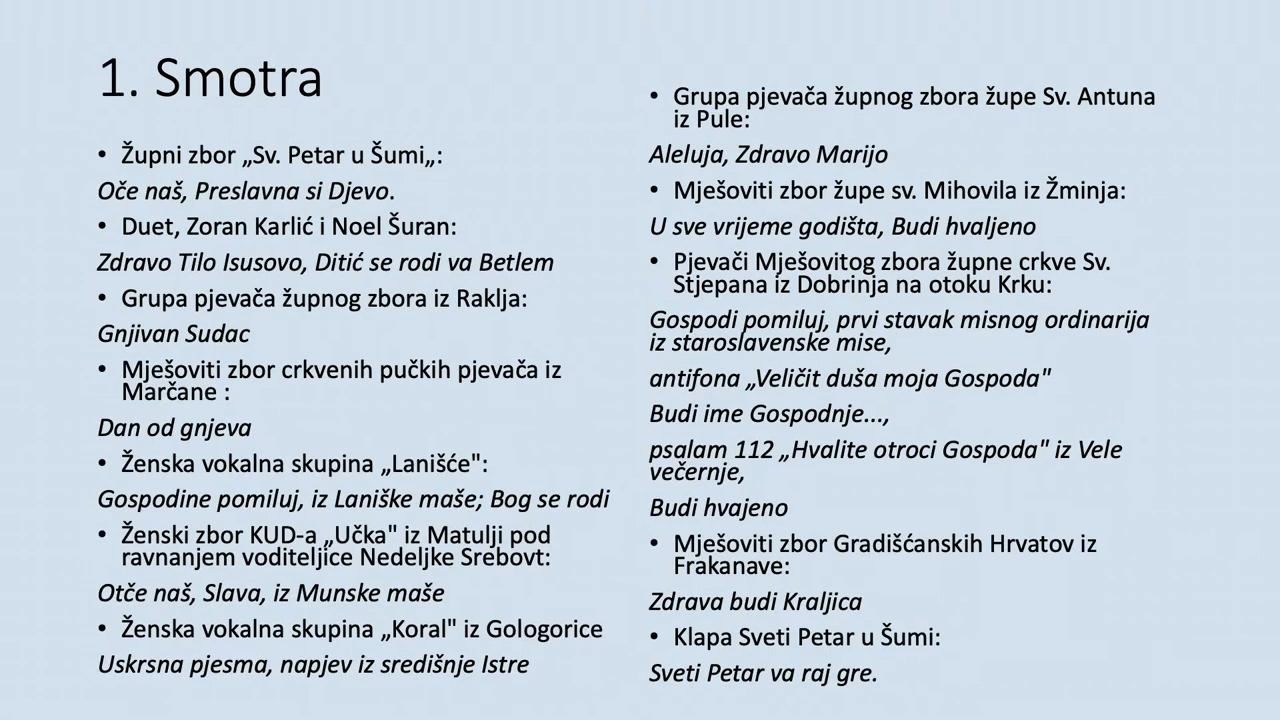 1. Smotra
• Župni zbor „Sv. Petar u Šumi„:
Oče naš, Preslavna si Djevo.
• Duet, Zoran Karlić i Noel Šuran:
Zdravo Tilo Isusovo, Ditić se rodi va Betlem
• Grupa pjevača župnog zbora iz Raklja:
Gnjivan Sudac
• Mješoviti zbor crkvenih pučkih pjevača iz
Marčane :
Dan od gnjeva
• Ženska vokalna skupina „Lanišće":
Gospodine pomiluj, iz Laniške maše; Bog se rodi
• Ženski zbor KUD-a „Učka" iz Matulji pod
ravnanjem voditeljice Nedeljke Srebovt:
Otče naš, Slava, iz Munske maše
• Ženska vokalna skupina „Koral" iz Gologorice
Uskrsna pjesma, napjev iz središnje Istre
• Grupa pjevača župnog zbora župe Sv. Antuna
iz Pule:
Aleluja, Zdravo Marijo
• Mješoviti zbor župe sv. Mihovila iz Žminja:
U sve vrijeme godišta, Budi hvaljeno
• Pjevači Mješovitog zbora župne crkve Sv.
Stjepana iz Dobrinja na otoku Krku:
Gospodi pomiluj, prvi stavak misnog ordinarija
iz staroslavenske mise,
antifona „Veličit duša moja Gospoda"
Budi ime Gospodnje...,
psalam 112 „Hvalite otroci Gospoda" iz Vele
večernje,
Budi hvajeno
• Mješoviti zbor Gradišćanskih Hrvatov iz
Frakanave:
Zdrava budi Kraljica
• Klapa Sveti Petar u Šumi:
Sveti Petar va raj gre.